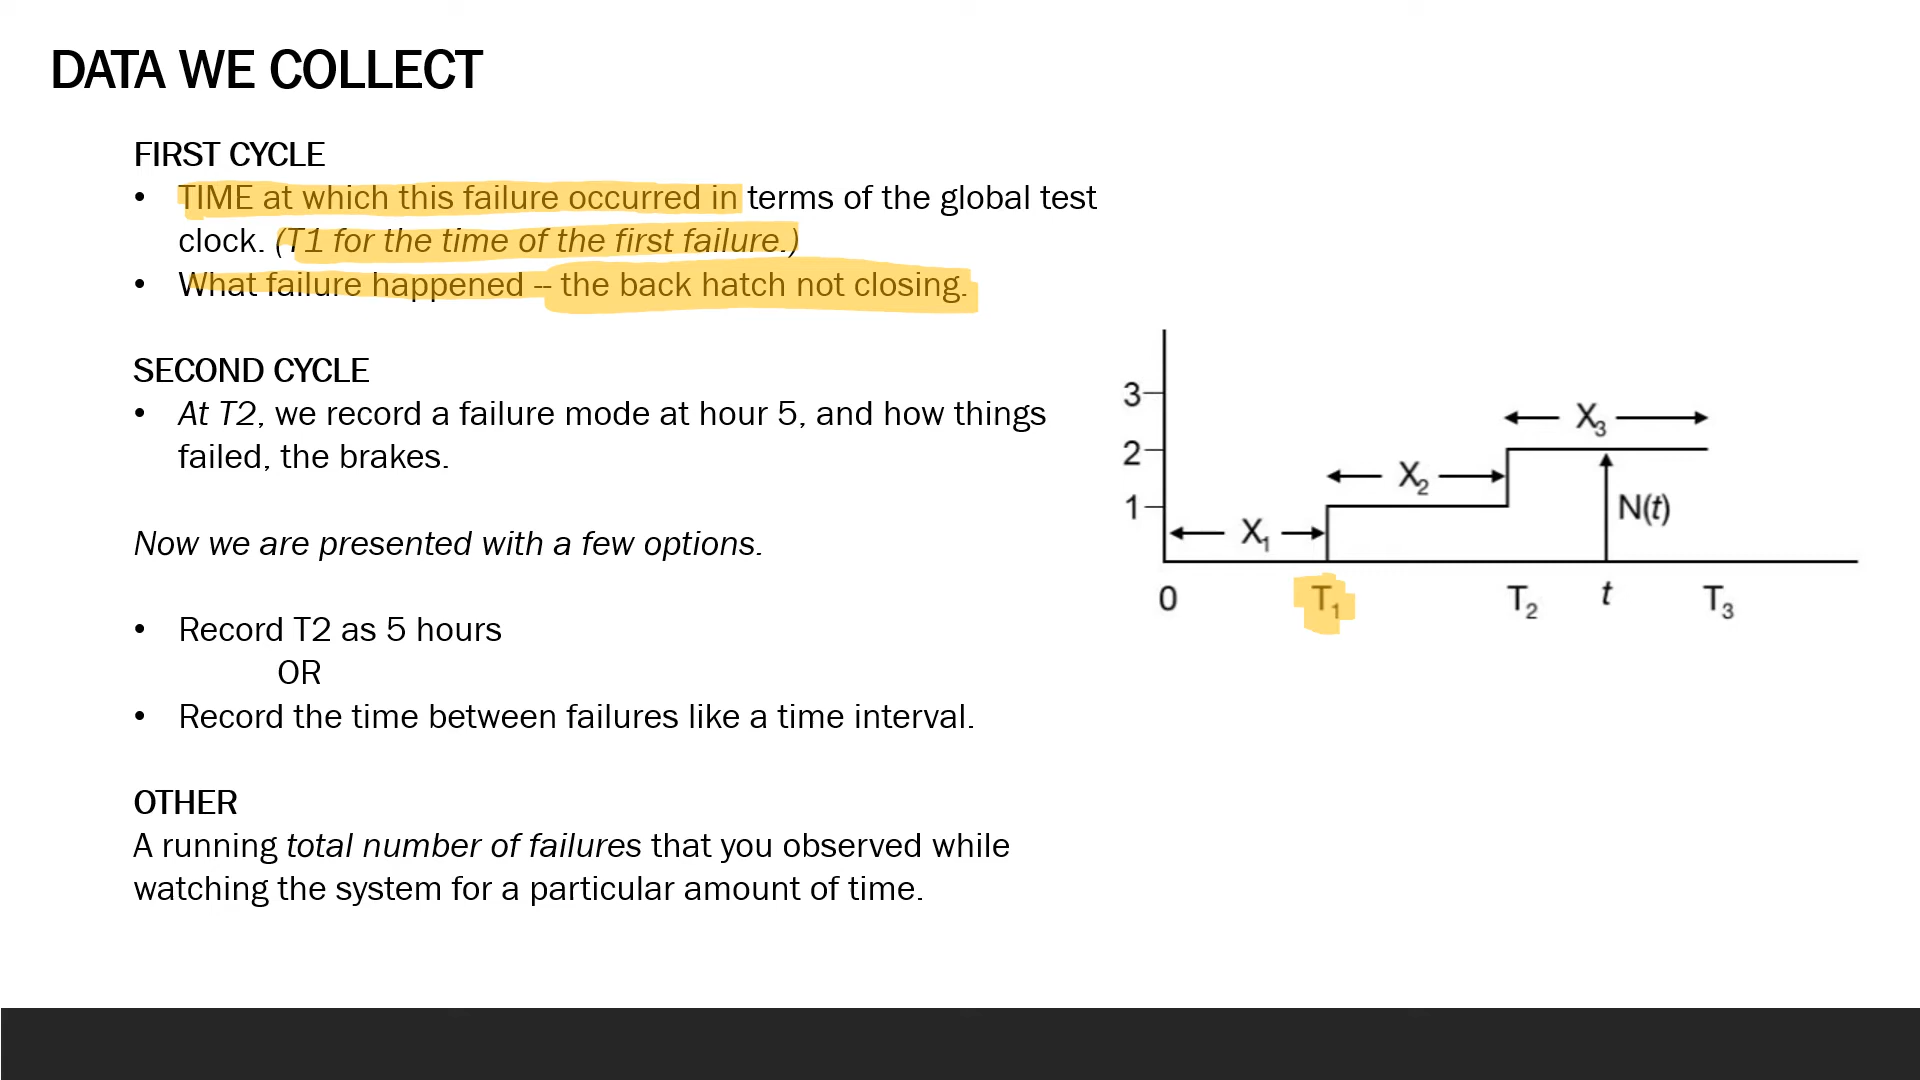 DATA WE COLLECT
FIRST CYCLE
• TIME at which this failure occurred in terms of the global test
clock. (T1 for the time of the first failure.)
• What failure happened -- the back hatch not closing.
SECOND CYCLE
• At T2, we record a failure mode at hour 5, and how things
failed, the brakes.
Now we are presented with a few options.
• Record T2 as 5 hours
OR
• Record the time between failures like a time interval.
OTHER
A running total number of failures that you observed while
watching the system for a particular amount of time.
3
X₃
2
X₂
1
N(t)
X₁
0 T₁ T₂ t T₃